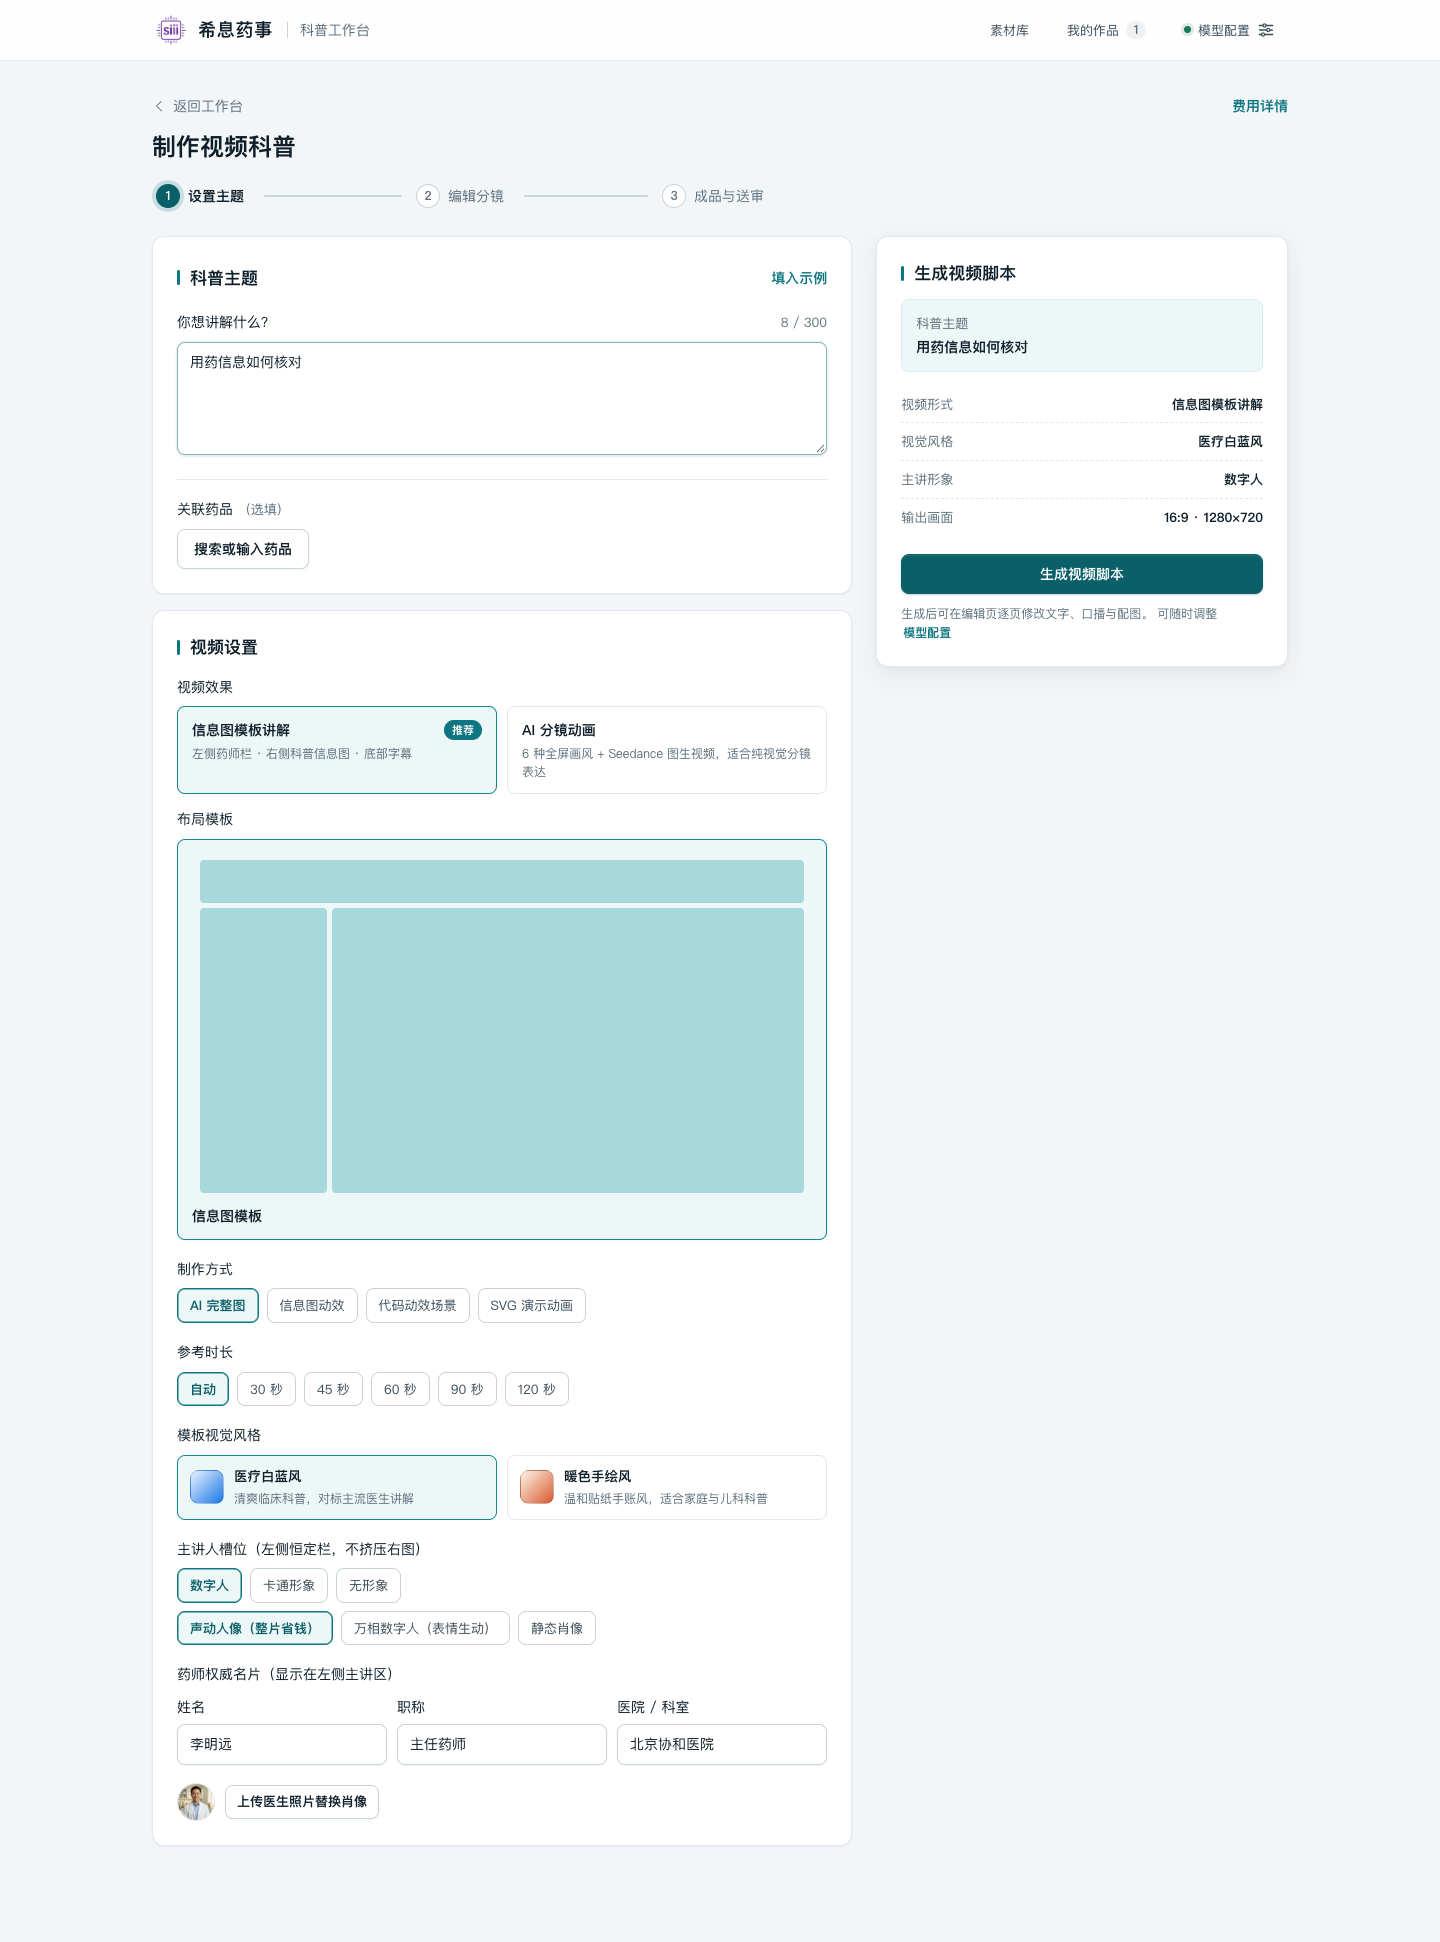 siii 希息药事 科普工作台 素材库 我的作品 1 模型配置
返回工作台 费用详情
制作视频科普
1 设置主题 2 编辑分镜 3 成品与送审
科普主题 填入示例
你想讲解什么？ 8 / 300
用药信息如何核对
关联药品 （选填）
搜索或输入药品
视频设置
视频效果
信息图模板讲解 推荐
左侧药师栏 · 右侧科普信息图 · 底部字幕
AI 分镜动画
6 种全屏画风 + Seedance 图生视频，适合纯视觉分镜
表达
布局模板
信息图模板
制作方式
AI 完整图 信息图动效 代码动效场景 SVG 演示动画
参考时长
自动 30 秒 45 秒 60 秒 90 秒 120 秒
模板视觉风格
医疗白蓝风
清爽临床科普，对标主流医生讲解
暖色手绘风
温和贴纸手账风，适合家庭与儿科科普
主讲人槽位（左侧恒定栏，不挤压右图）
数字人 卡通形象 无形象
声动人像（整片省钱） 万相数字人（表情生动） 静态肖像
药师权威名片（显示在左侧主讲区）
姓名 职称 医院 / 科室
李明远 主任药师 北京协和医院
上传医生照片替换肖像
生成视频脚本
科普主题
用药信息如何核对
视频形式 信息图模板讲解
视觉风格 医疗白蓝风
主讲形象 数字人
输出画面 16:9 · 1280×720
生成视频脚本
生成后可在编辑页逐页修改文字、口播与配图。 可随时调整
模型配置